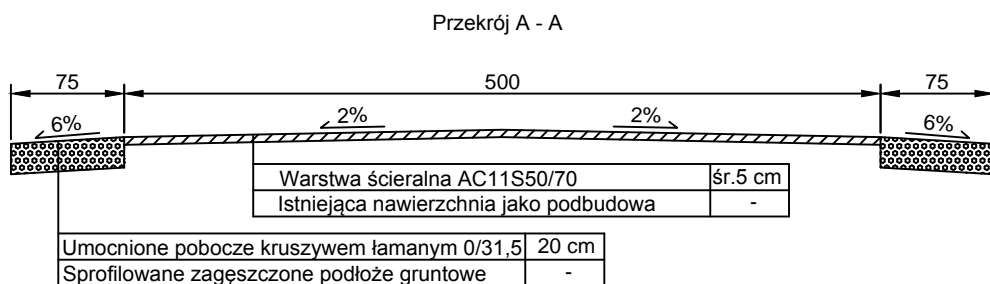 Przekrój A - A
75 500 75
6% 2% 2% 6%
Warstwa ścieralna AC11S50/70 śr.5 cm
Istniejąca nawierzchnia jako podbudowa -
Umocnione pobocze kruszywem łamanym 0/31,5 20 cm
Sprofilowane zagęszczone podłoże gruntowe -